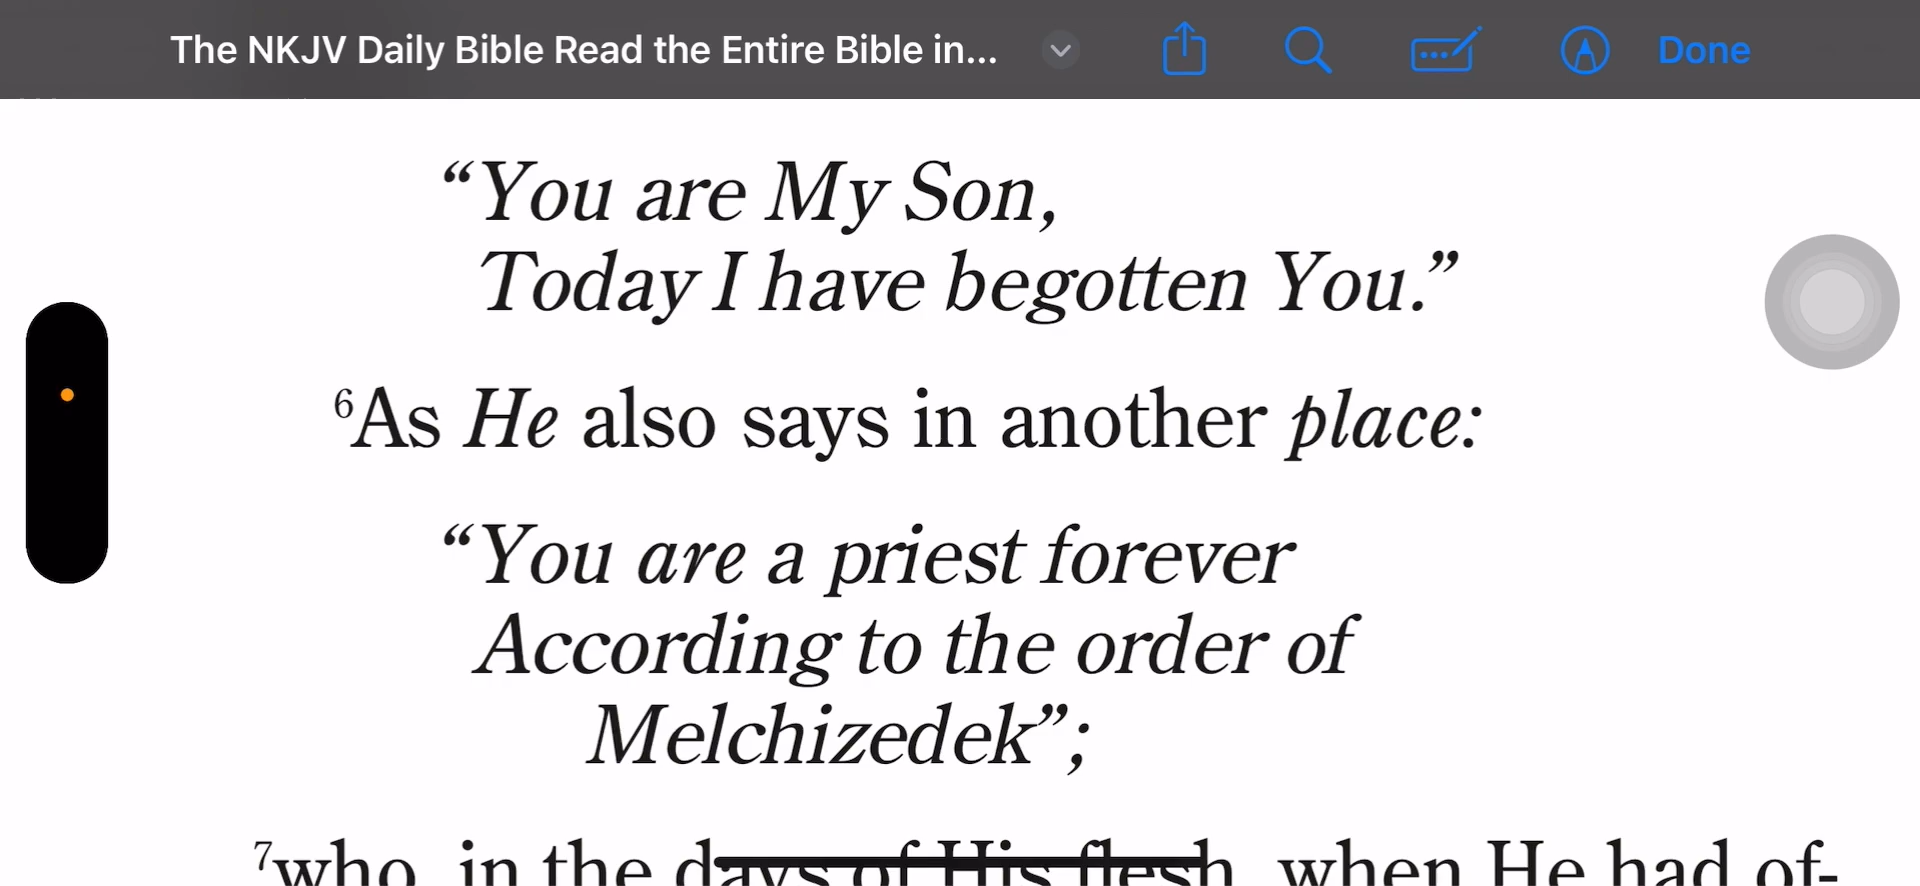 The NKJV Daily Bible Read the Entire Bible in...
Done
“You are My Son,
Today I have begotten You.”
6As He also says in another place:
“You are a priest forever
According to the order of
Melchizedek”;
7who, in the days of His flesh, when He had of-